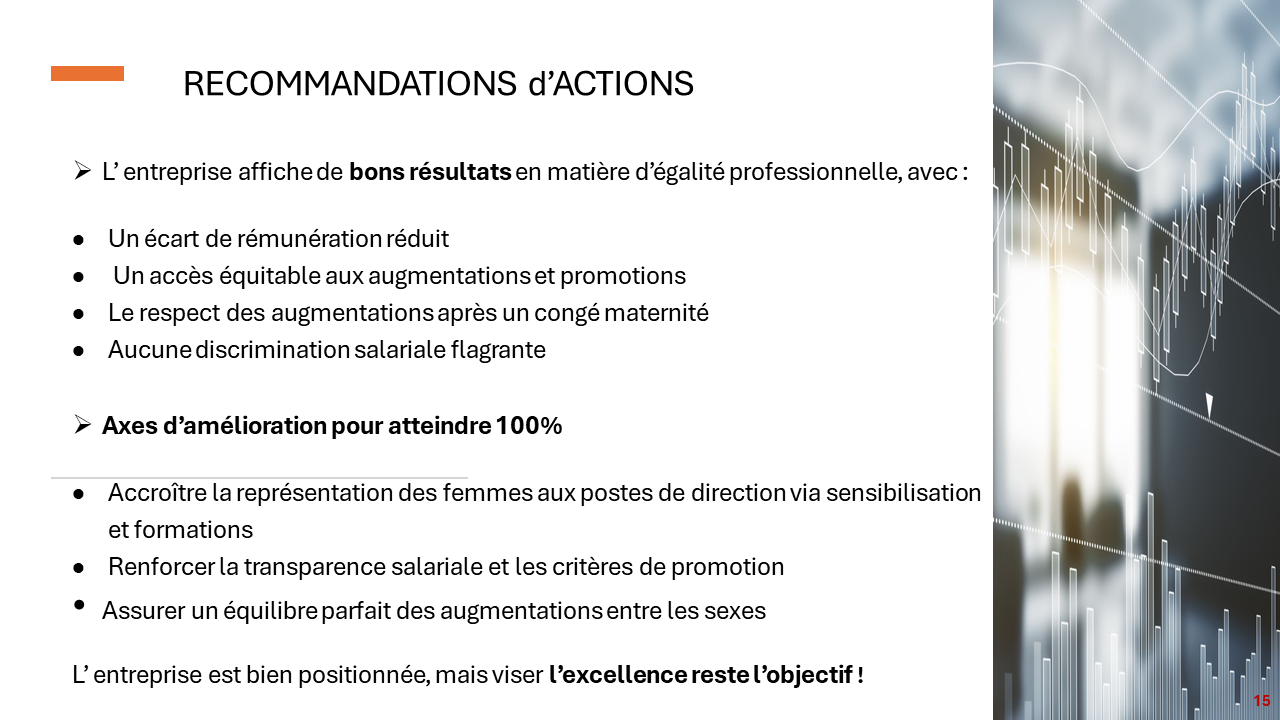 RECOMMANDATIONS d’ACTIONS
➢ L’ entreprise affiche de bons résultats en matière d’égalité professionnelle, avec :
● Un écart de rémunération réduit
● Un accès équitable aux augmentations et promotions
● Le respect des augmentations après un congé maternité
● Aucune discrimination salariale flagrante
➢ Axes d’amélioration pour atteindre 100%
● Accroître la représentation des femmes aux postes de direction via sensibilisation
et formations
● Renforcer la transparence salariale et les critères de promotion
● Assurer un équilibre parfait des augmentations entre les sexes
L’ entreprise est bien positionnée, mais viser l’excellence reste l’objectif !
15